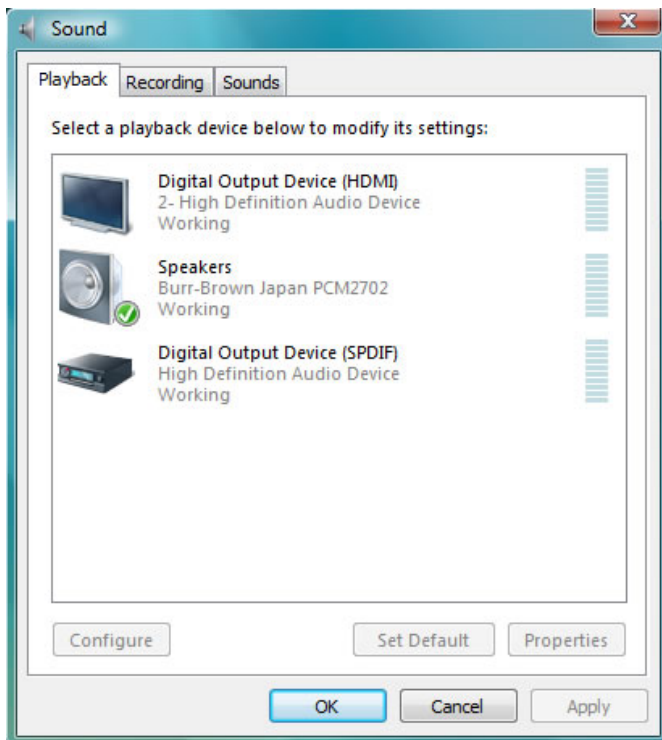 Sound
Playback Recording Sounds
Select a playback device below to modify its settings:
Digital Output Device (HDMI)
2- High Definition Audio Device
Working
Speakers
Burr-Brown Japan PCM2702
Working
Digital Output Device (SPDIF)
High Definition Audio Device
Working
Configure Set Default Properties
OK Cancel Apply